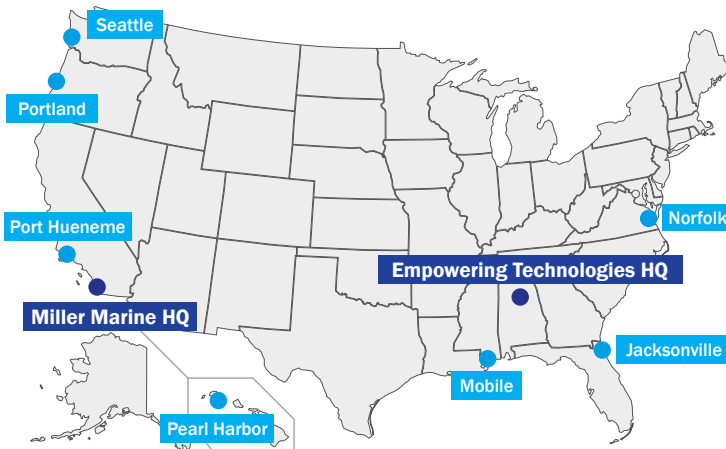 Seattle
Portland
Port Hueneme
Norfolk
Empowering Technologies HQ
Miller Marine HQ
Jacksonville
Mobile
Pearl Harbor